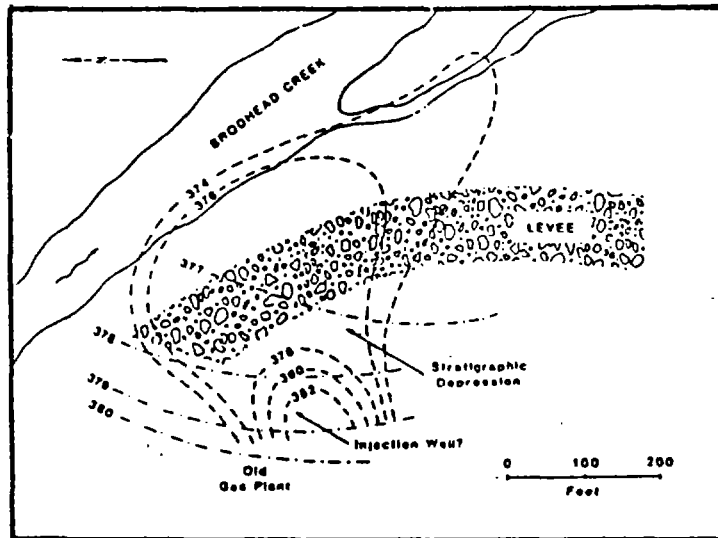 N
BRODHEAD CREEK
374
376
LEVEE
377
378
Stratigraphic
Depression
378
380
382
379
380
Injection Well?
Old
Gas Plant
0 100 200
Feet